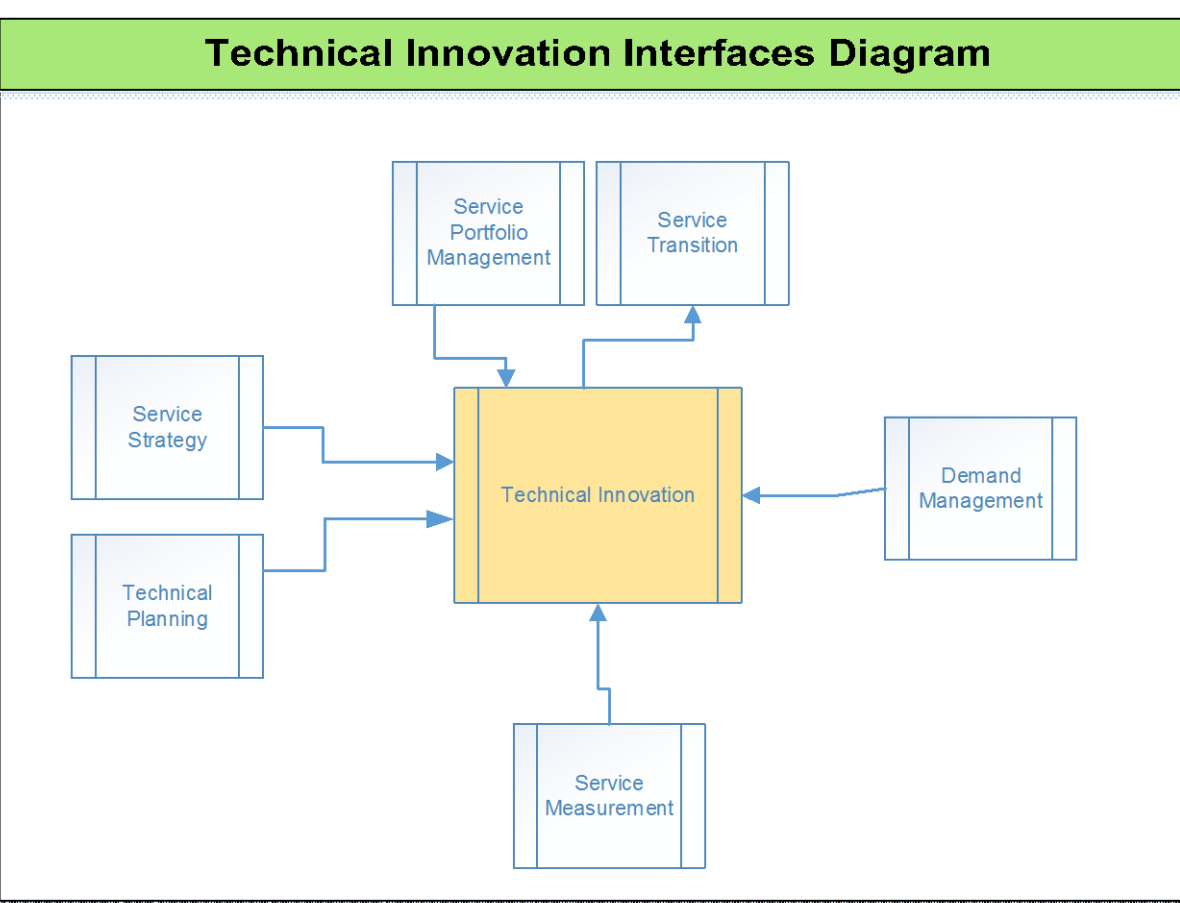 Technical Innovation Interfaces Diagram
Service
Portfolio
Management
Service
Transition
Service
Strategy
Technical Innovation
Demand
Management
Technical
Planning
Service
Measurement